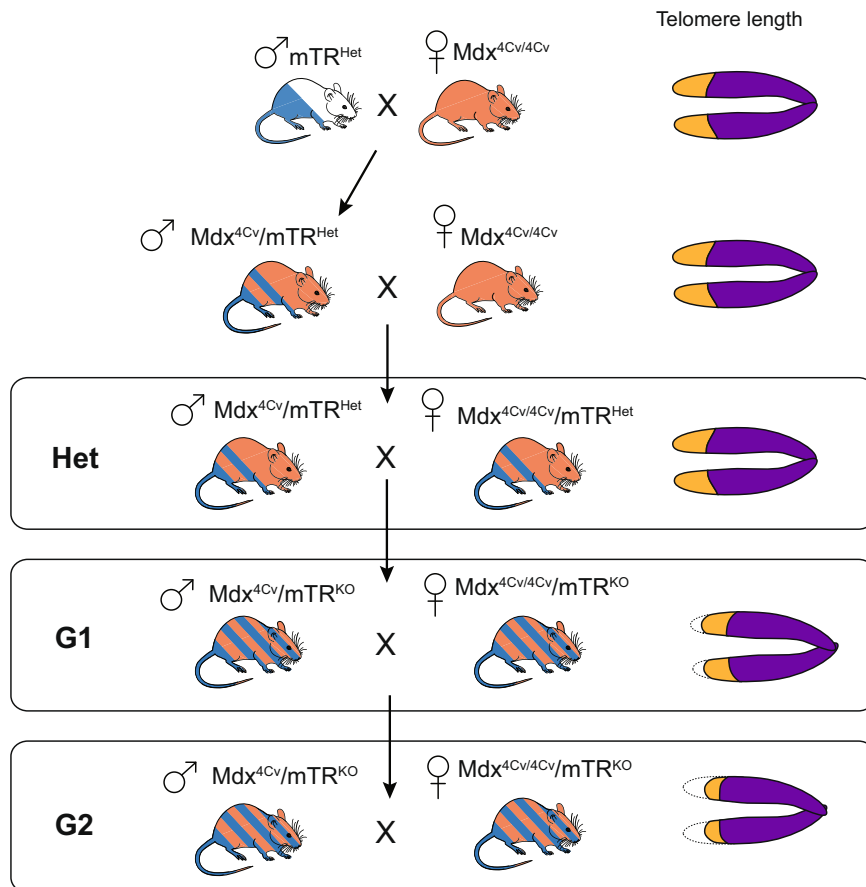 Telomere length
♂ mTR^Het ♀ Mdx^4Cv/4Cv
X
♂ Mdx^4Cv/mTR^Het ♀ Mdx^4Cv/4Cv
X
♂ Mdx^4Cv/mTR^Het ♀ Mdx^4Cv/4Cv/mTR^Het
Het X
♂ Mdx^4Cv/mTR^KO ♀ Mdx^4Cv/4Cv/mTR^KO
G1 X
♂ Mdx^4Cv/mTR^KO ♀ Mdx^4Cv/4Cv/mTR^KO
G2 X